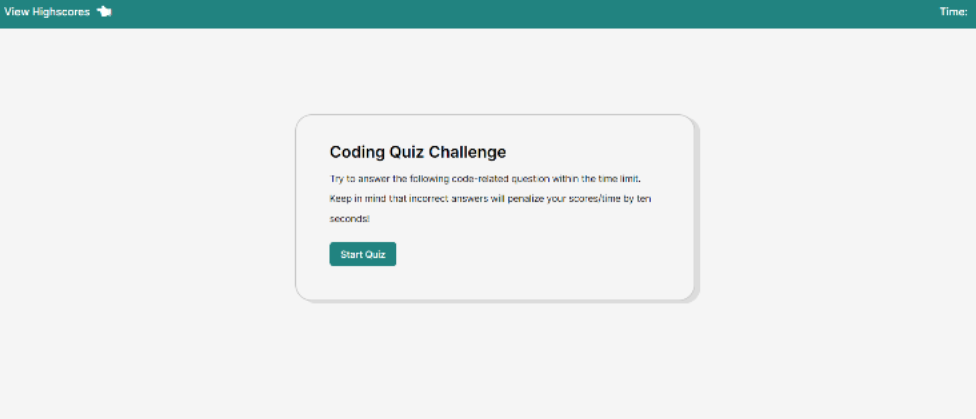 View Highscores
Time:
Coding Quiz Challenge
Try to answer the following code-related question within the time limit.
Keep in mind that incorrect answers will penalize your scores/time by ten
seconds!
Start Quiz